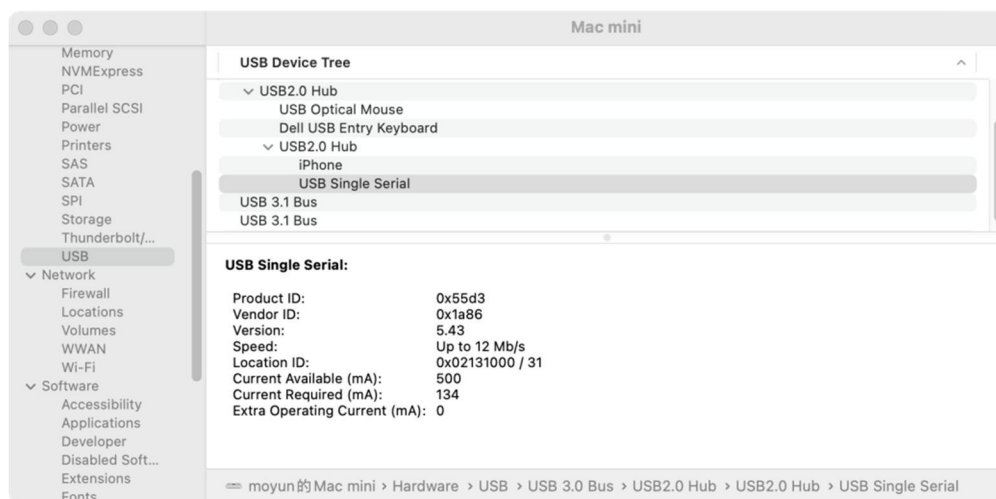 Mac mini
Memory
NVMExpress
PCI
Parallel SCSI
Power
Printers
SAS
SATA
SPI
Storage
Thunderbolt/...
USB
Network
Firewall
Locations
Volumes
WWAN
Wi-Fi
Software
Accessibility
Applications
Developer
Disabled Soft...
Extensions
Fonts
USB Device Tree
USB2.0 Hub
USB Optical Mouse
Dell USB Entry Keyboard
USB2.0 Hub
iPhone
USB Single Serial
USB 3.1 Bus
USB 3.1 Bus
USB Single Serial:
Product ID: 0x55d3
Vendor ID: 0x1a86
Version: 5.43
Speed: Up to 12 Mb/s
Location ID: 0x02131000 / 31
Current Available (mA): 500
Current Required (mA): 134
Extra Operating Current (mA): 0
moyun的 Mac mini › Hardware › USB › USB 3.0 Bus › USB2.0 Hub › USB2.0 Hub › USB Single Serial